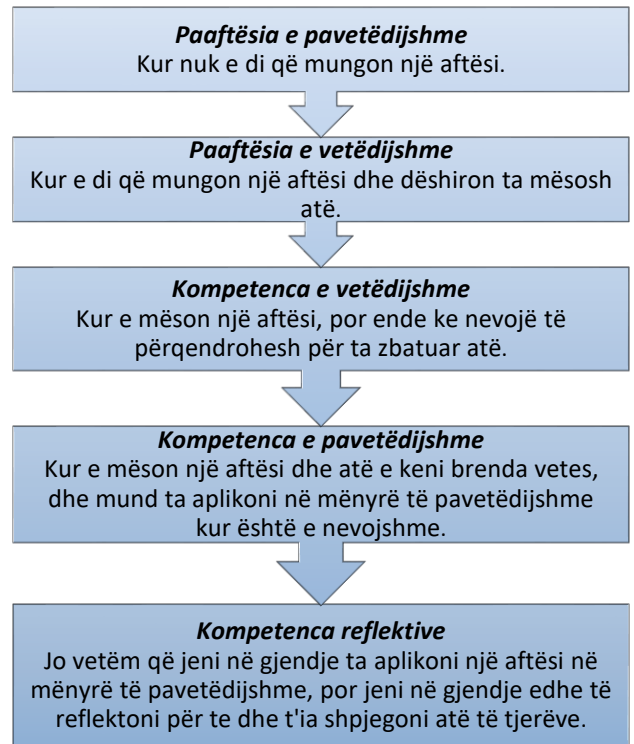 Paaftësia e pavetëdijshme
Kur nuk e di që mungon një aftësi.
Paaftësia e vetëdijshme
Kur e di që mungon një aftësi dhe dëshiron ta mësosh
atë.
Kompetenca e vetëdijshme
Kur e mëson një aftësi, por ende ke nevojë të
përqendrohesh për ta zbatuar atë.
Kompetenca e pavetëdijshme
Kur e mëson një aftësi dhe atë e keni brenda vetes,
dhe mund ta aplikoni në mënyrë të pavetëdijshme
kur është e nevojshme.
Kompetenca reflektive
Jo vetëm që jeni në gjendje ta aplikoni një aftësi në
mënyrë të pavetëdijshme, por jeni në gjendje edhe të
reflektoni për te dhe t'ia shpjegoni atë të tjerëve.